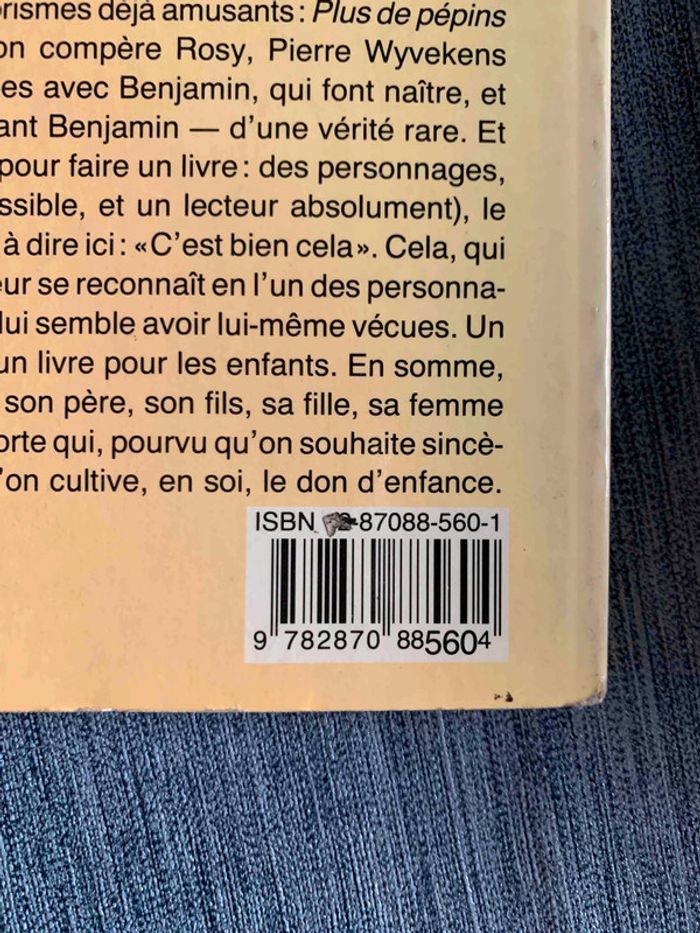 rismes déjà amusants : Plus de pépins
on compère Rosy, Pierre Wyvekens
es avec Benjamin, qui font naître, et
ant Benjamin — d'une vérité rare. Et
pour faire un livre : des personnages,
ssible, et un lecteur absolument), le
à dire ici : «C'est bien cela». Cela, qui
eur se reconnaît en l'un des personna-
lui semble avoir lui-même vécues. Un
un livre pour les enfants. En somme,
son père, son fils, sa fille, sa femme
orte qui, pourvu qu'on souhaite sincè-
'on cultive, en soi, le don d'enfance.
ISBN -87088-560-1
9 782870 885604